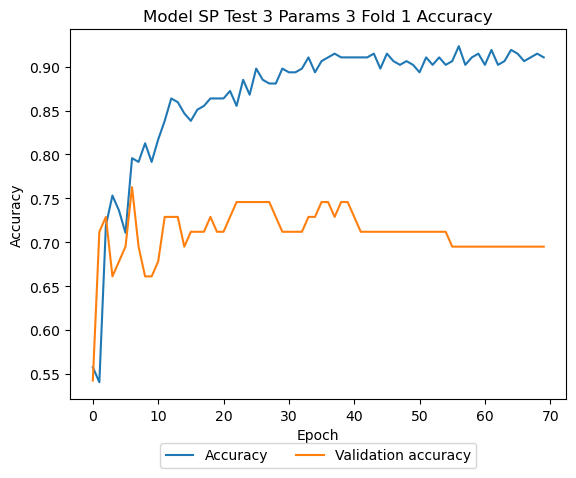 Model SP Test 3 Params 3 Fold 1 Accuracy
0.90
0.85
0.80
0.75
0.70
0.65
0.60
0.55
Accuracy
0 10 20 30 40 50 60 70
Epoch
Accuracy Validation accuracy